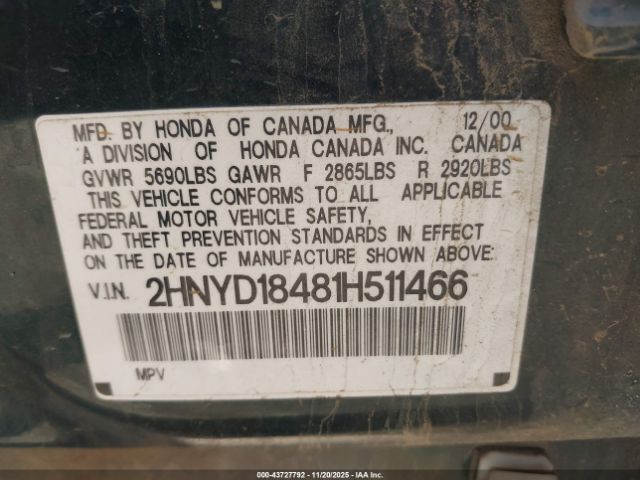 MFD. BY HONDA OF CANADA MFG., 12/00
A DIVISION OF HONDA CANADA INC. CANADA
GVWR 5690LBS GAWR F 2865LBS R 2920LBS
THIS VEHICLE CONFORMS TO ALL APPLICABLE
FEDERAL MOTOR VEHICLE SAFETY,
AND THEFT PREVENTION STANDARDS IN EFFECT
ON THE DATE OF MANUFACTURE SHOWN ABOVE:
V.I.N. 2HNYD18481H511466
MPV
000-43727792 - 11/20/2025 - IAAI.COM